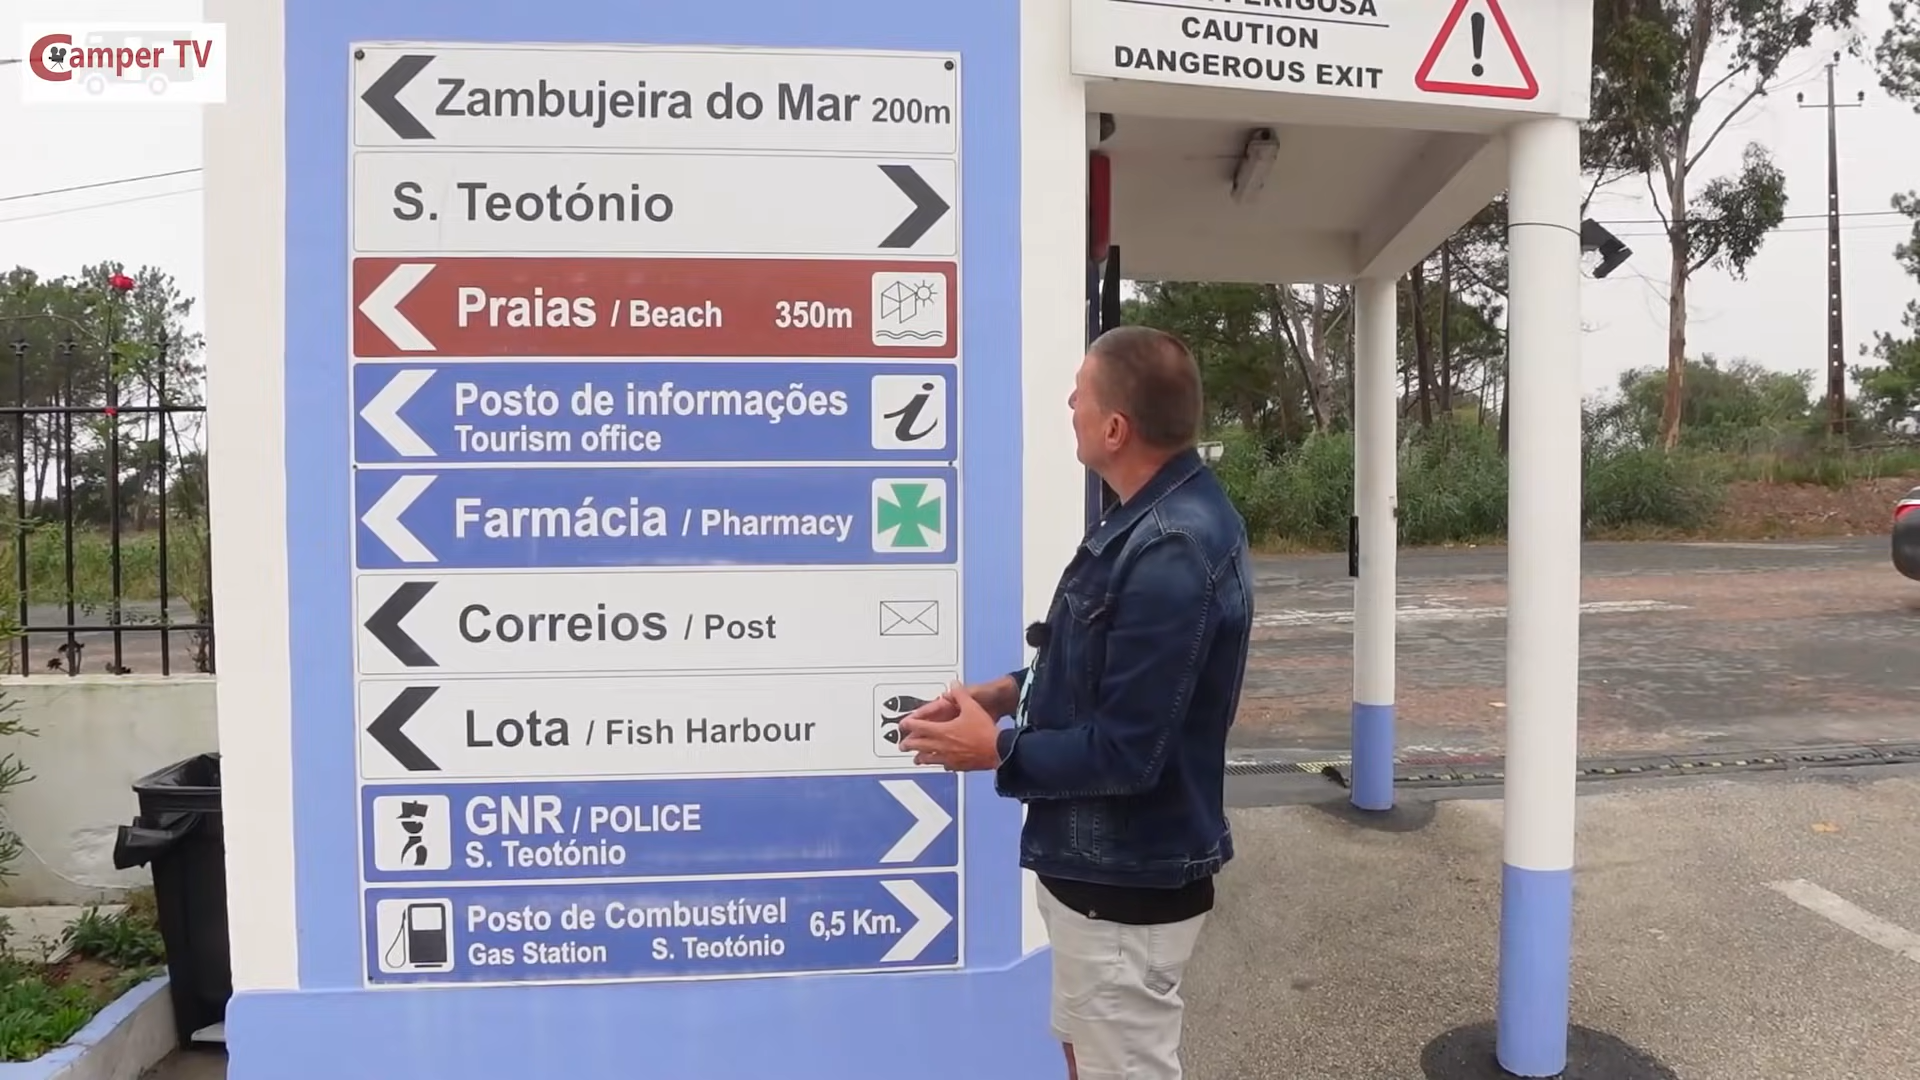 Camper TV
Zambujeira do Mar 200m
S. Teotónio
Praias / Beach 350m
Posto de informações
Tourism office
Farmácia / Pharmacy
Correios / Post
Lota / Fish Harbour
GNR / POLICE
S. Teotónio
Posto de Combustível 6,5 Km.
Gas Station S. Teotónio
PERIGOSA
CAUTION
DANGEROUS EXIT